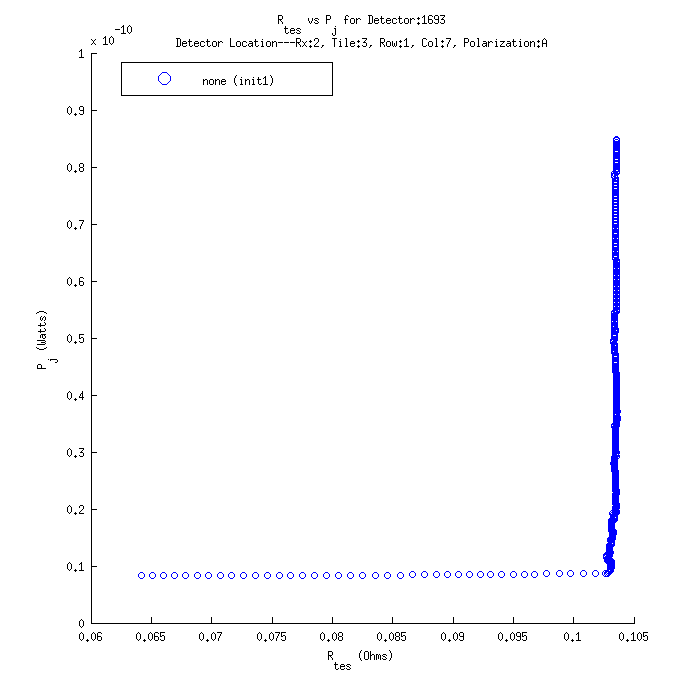 R_tes vs P_j for Detector:1693
Detector Location---Rx:2, Tile:3, Row:1, Col:7, Polarization:A
x 10^-10
none (init1)
1
0.9
0.8
0.7
0.6
0.5
0.4
0.3
0.2
0.1
0
P_j (Watts)
0.06 0.065 0.07 0.075 0.08 0.085 0.09 0.095 0.1 0.105
R_tes (Ohms)